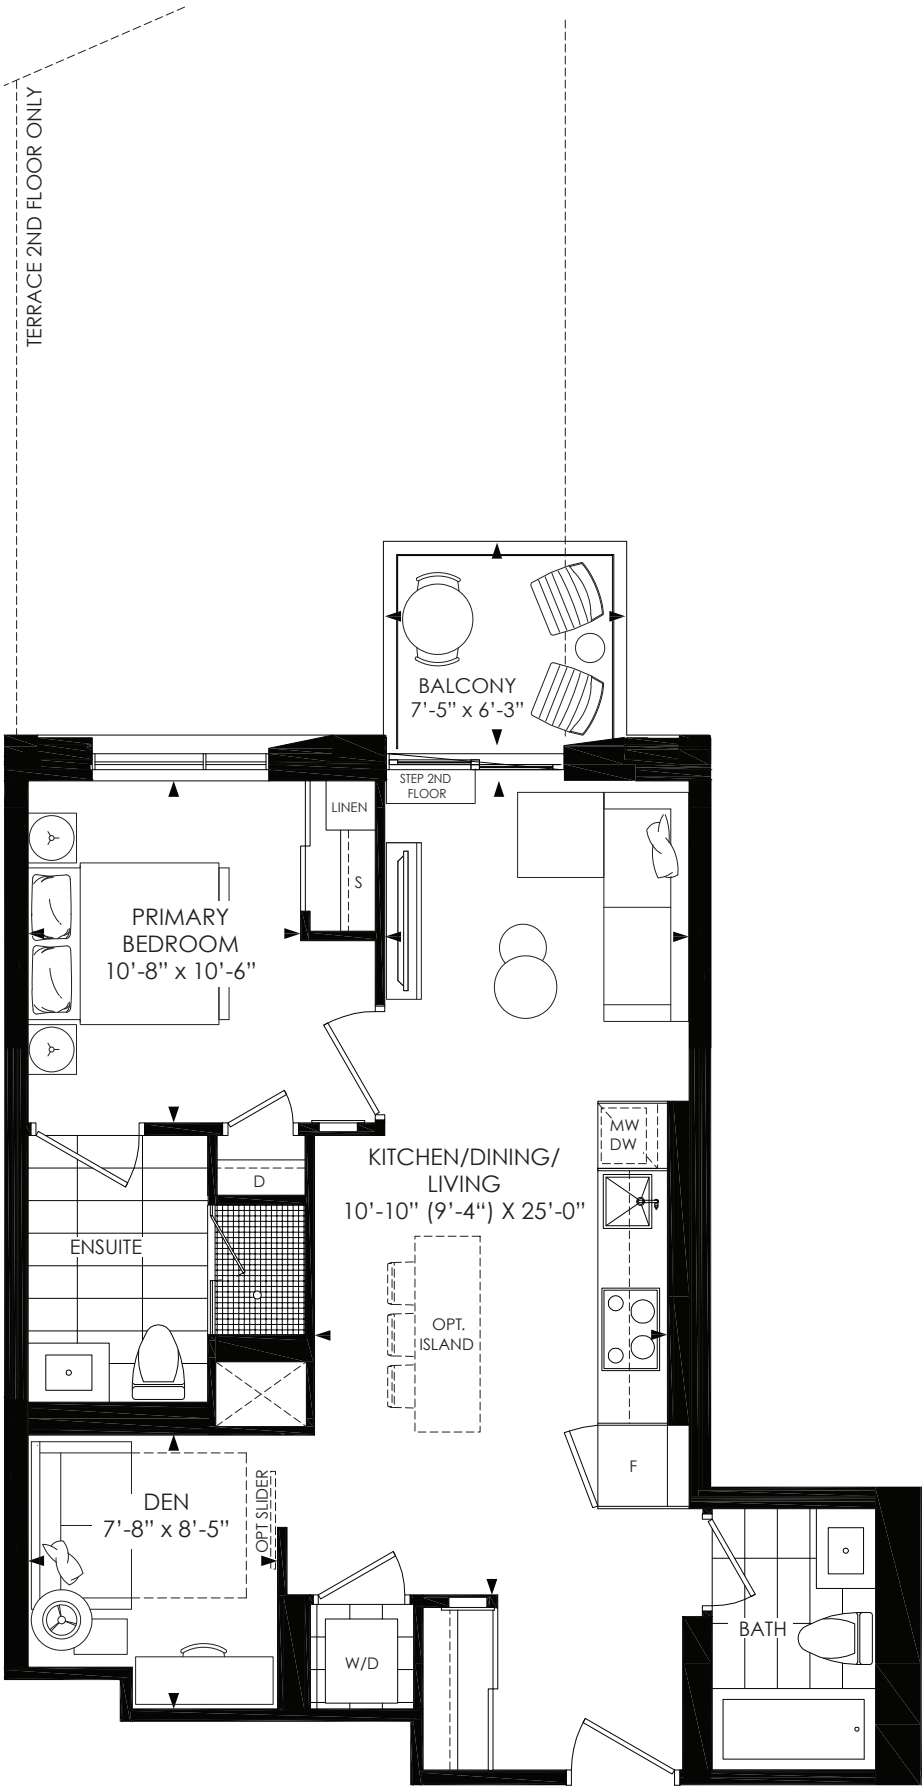 TERRACE 2ND FLOOR ONLY
BALCONY
7'-5” x 6'-3”
STEP 2ND
FLOOR
LINEN
S
PRIMARY
BEDROOM
10'-8” x 10'-6”
MW
DW
KITCHEN/DINING/
LIVING
10'-10” (9'-4“) X 25'-0”
D
ENSUITE
OPT.
ISLAND
F
DEN
7'-8” x 8'-5”
OPT SLIDER
BATH
W/D